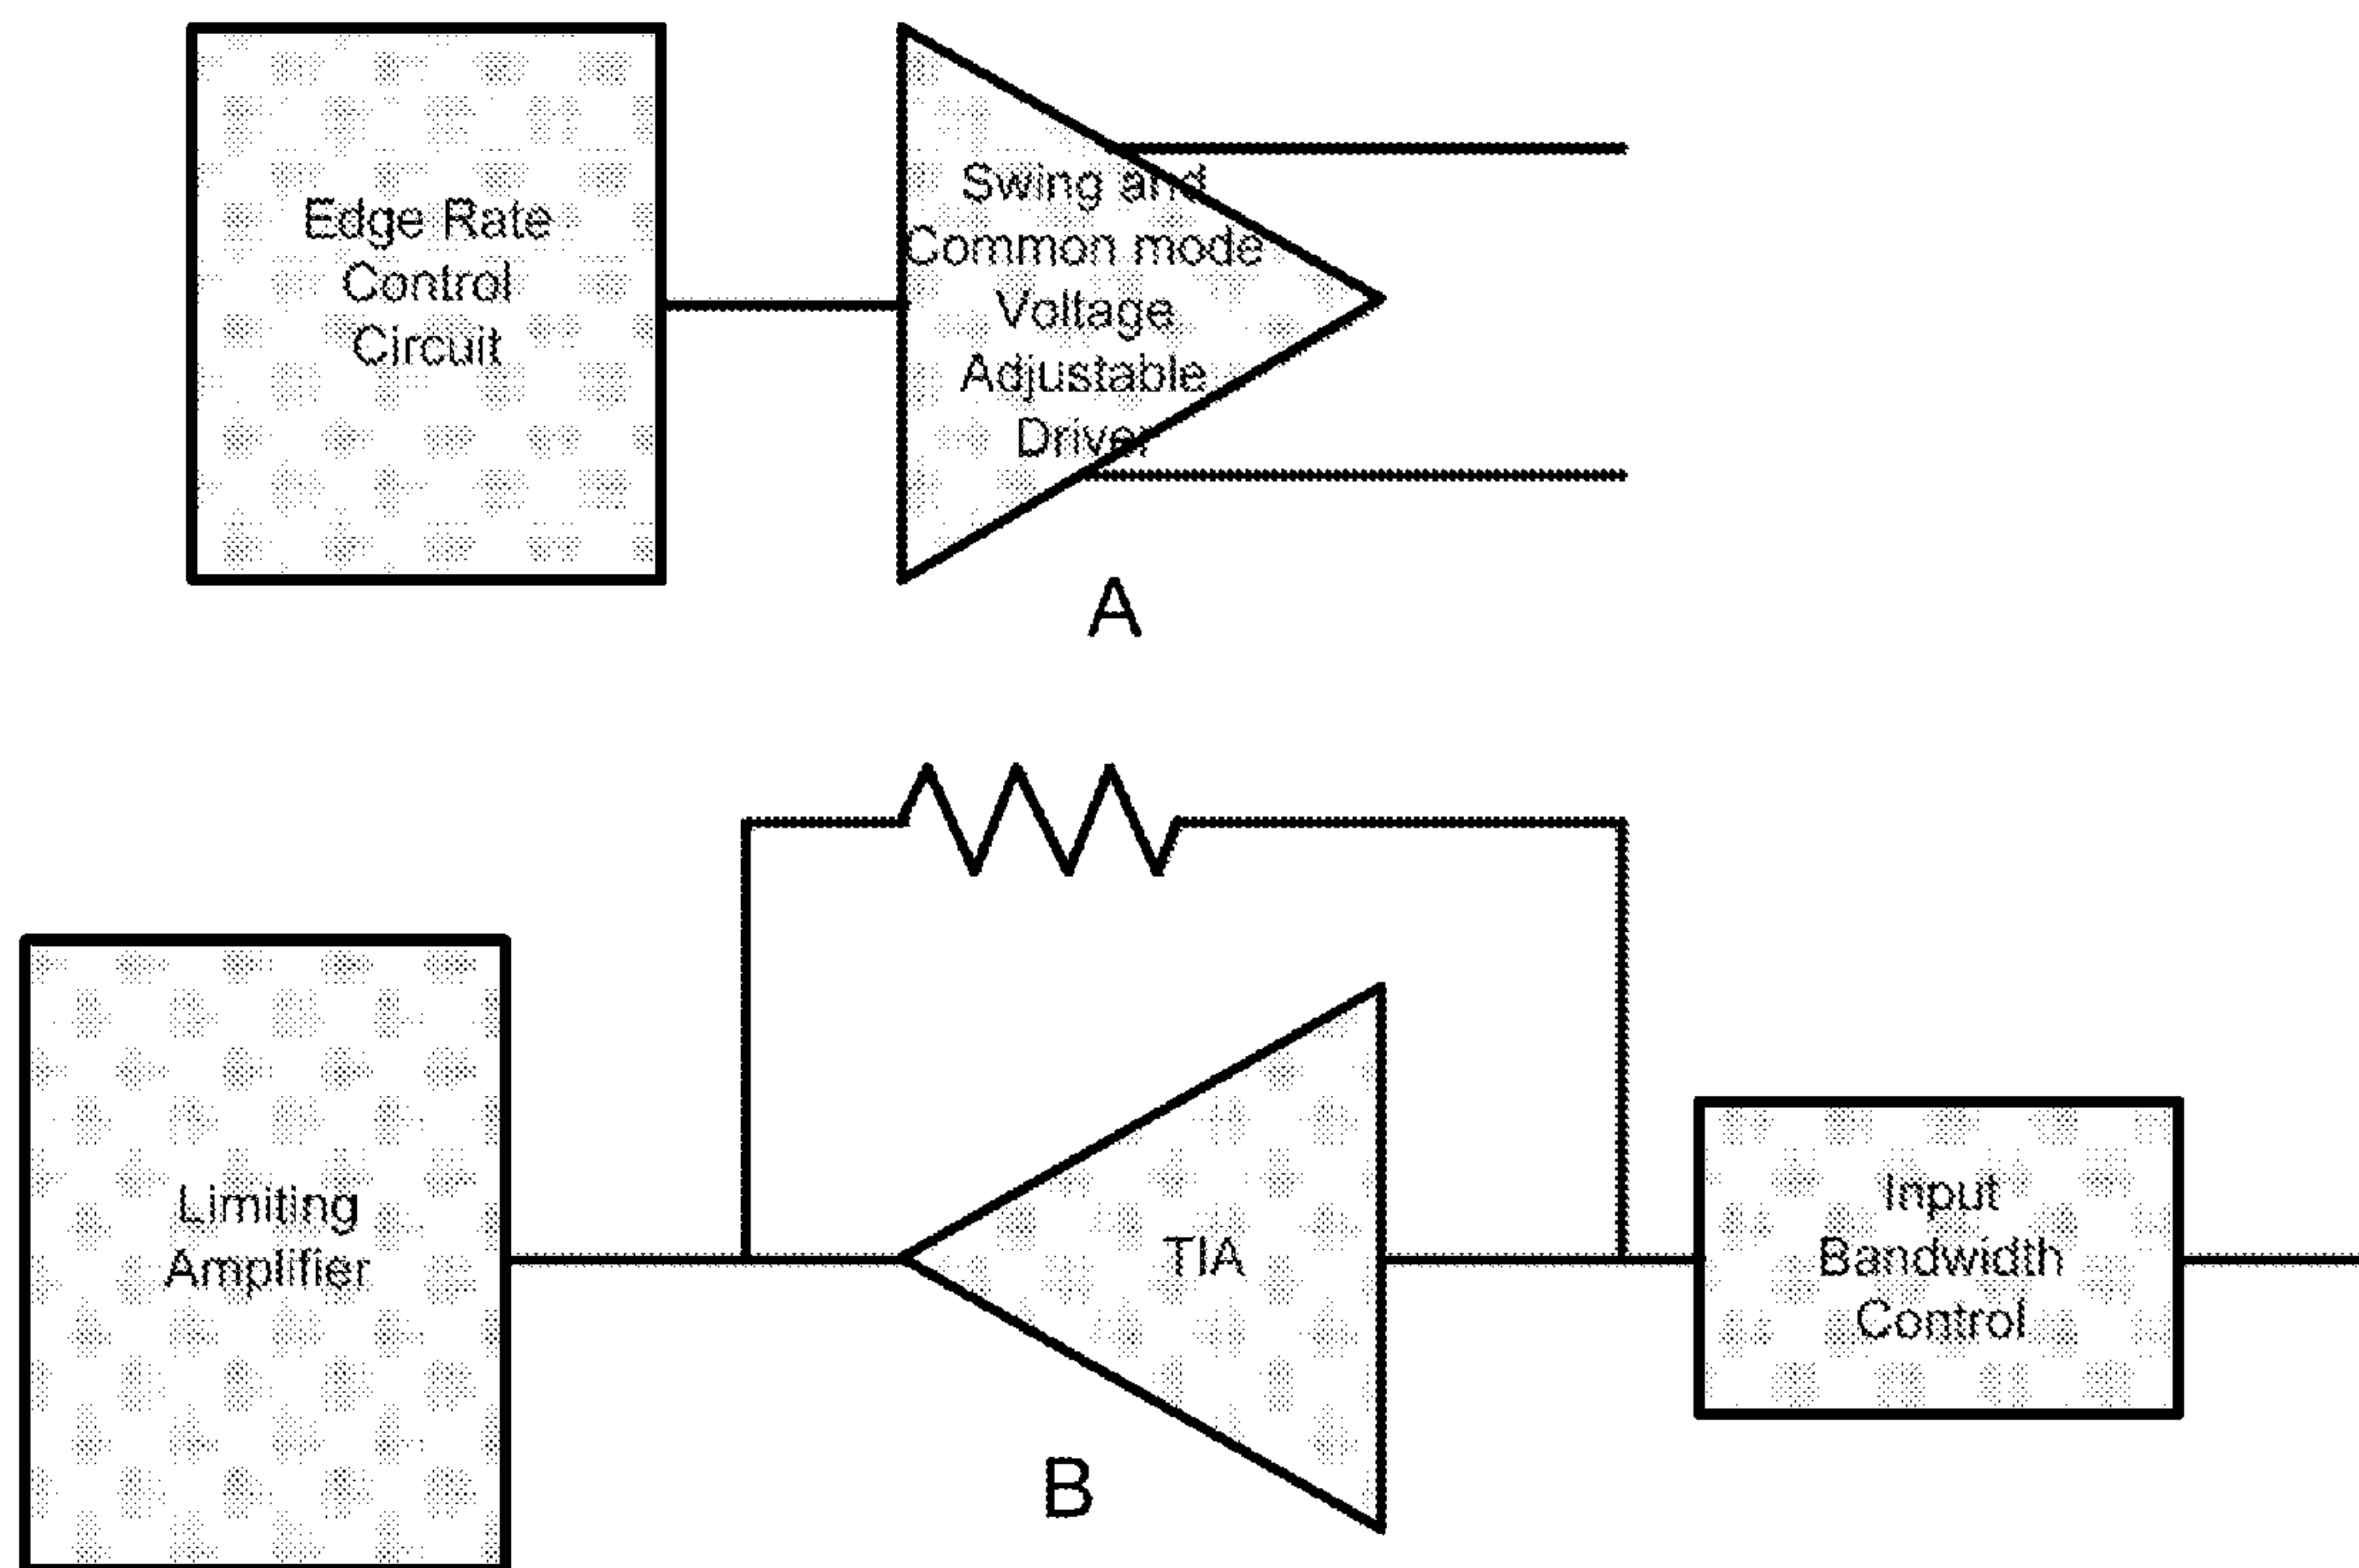 Edge Rate
Control
Circuit
Swing and
Common mode
Voltage
Adjustable
Driver
A
Limiting
Amplifier
TIA
Input
Bandwidth
Control
B